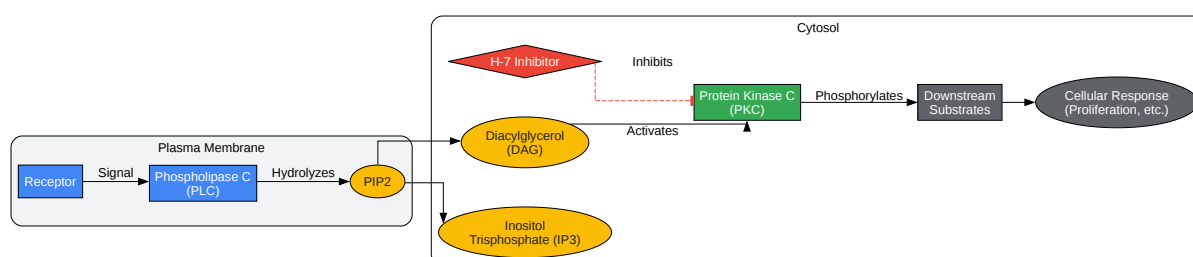 Cytosol
H-7 Inhibitor
Inhibits
Protein Kinase C
(PKC)
Phosphorylates
Downstream
Substrates
Cellular Response
(Proliferation, etc.)
Diacylglycerol
(DAG)
Activates
Plasma Membrane
Receptor
Signal
Phospholipase C
(PLC)
Hydrolyzes
PIP2
Inositol
Trisphosphate (IP3)